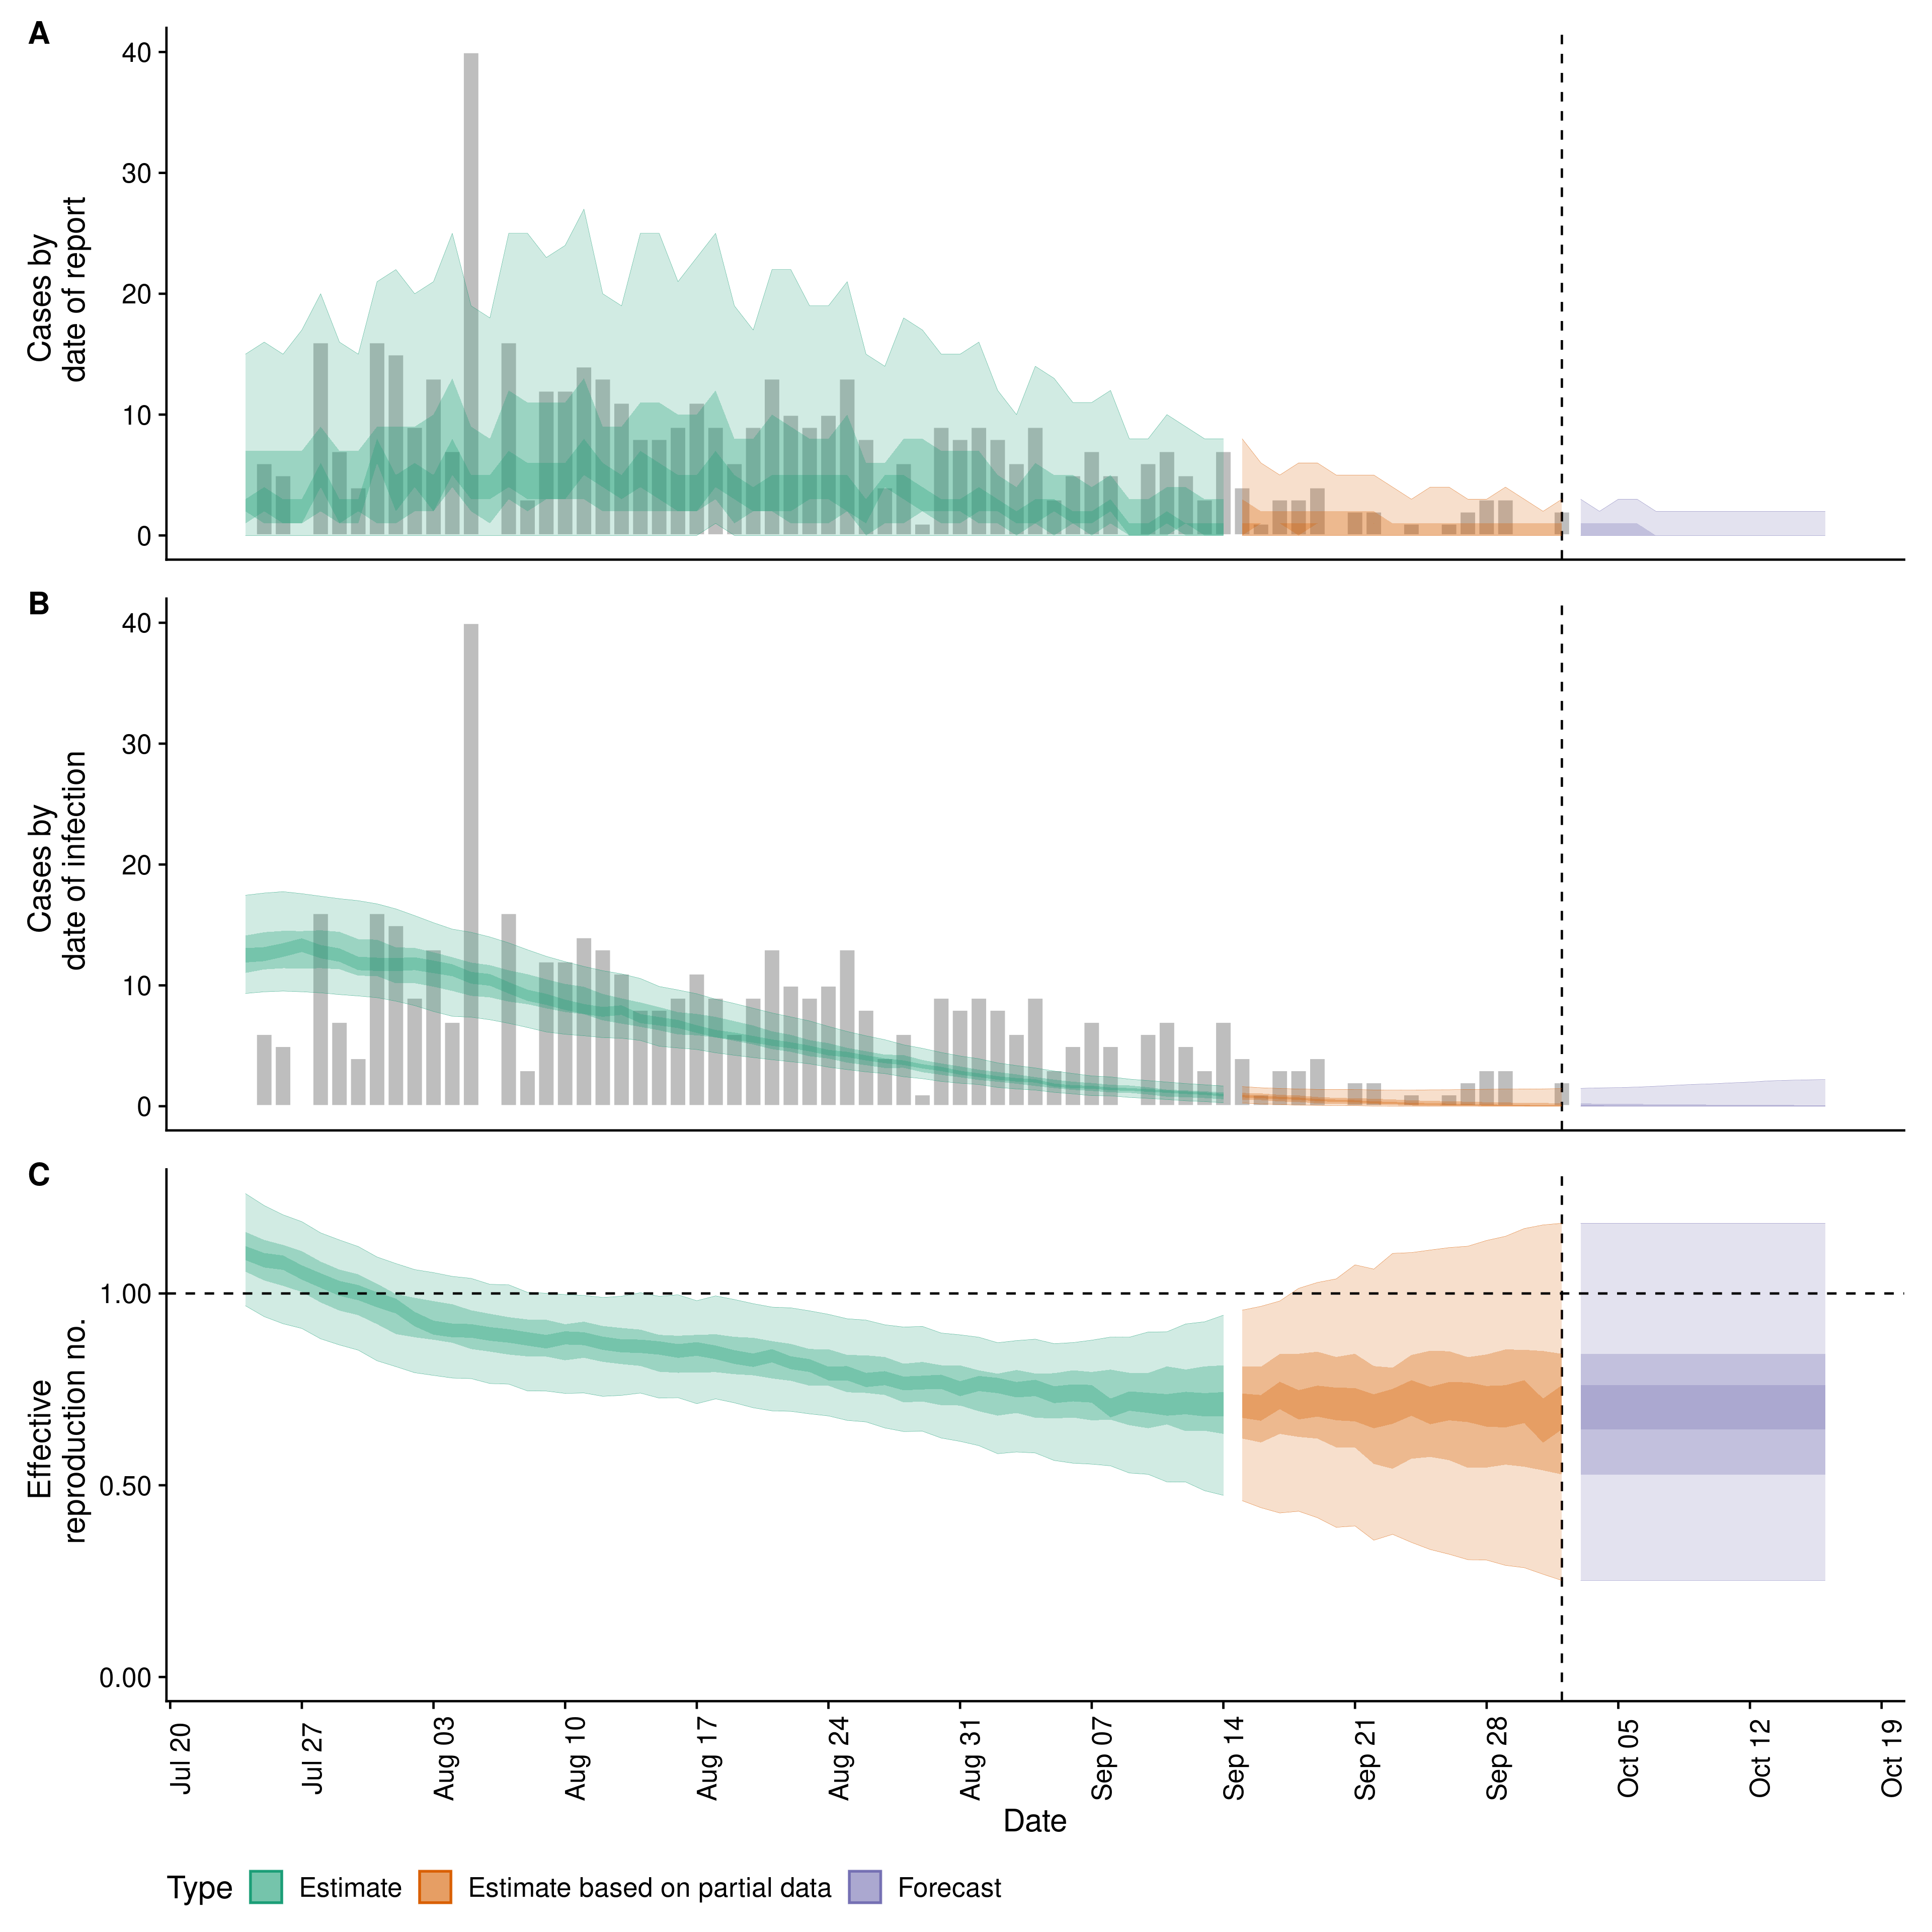 A
40
30
20
10
0
Cases by
date of report
B
40
30
20
10
0
Cases by
date of infection
C
1.00
0.50
0.00
Effective
reproduction no.
Jul 20
Jul 27
Aug 03
Aug 10
Aug 17
Aug 24
Aug 31
Sep 07
Sep 14
Sep 21
Sep 28
Oct 05
Oct 12
Oct 19
Date
Type Estimate Estimate based on partial data Forecast